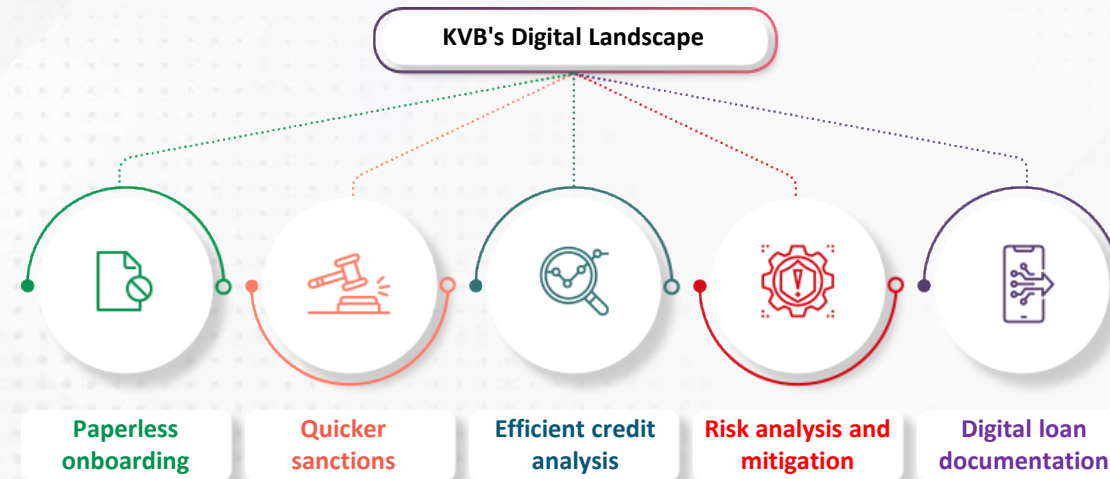 KVB's Digital Landscape
Paperless
onboarding
Quicker
sanctions
Efficient credit
analysis
Risk analysis and
mitigation
Digital loan
documentation